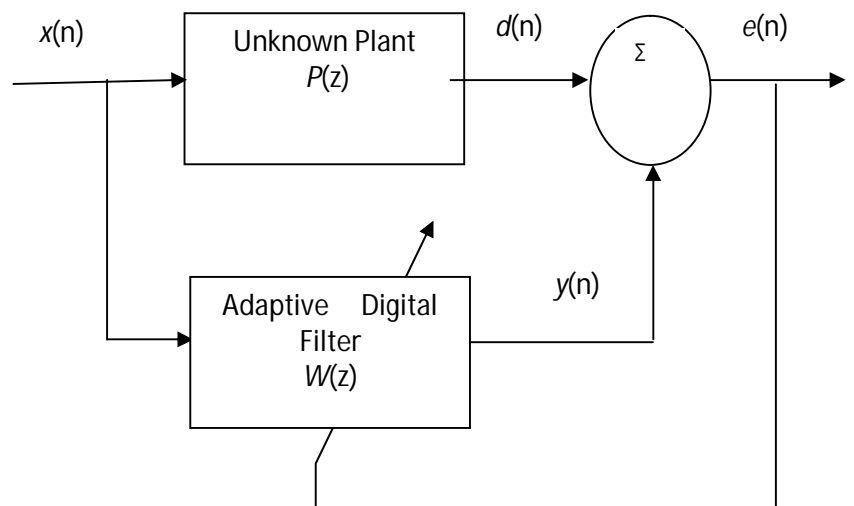 x(n)
Unknown Plant
P(z)
d(n)
Σ
e(n)
Adaptive Digital
Filter
W(z)
y(n)